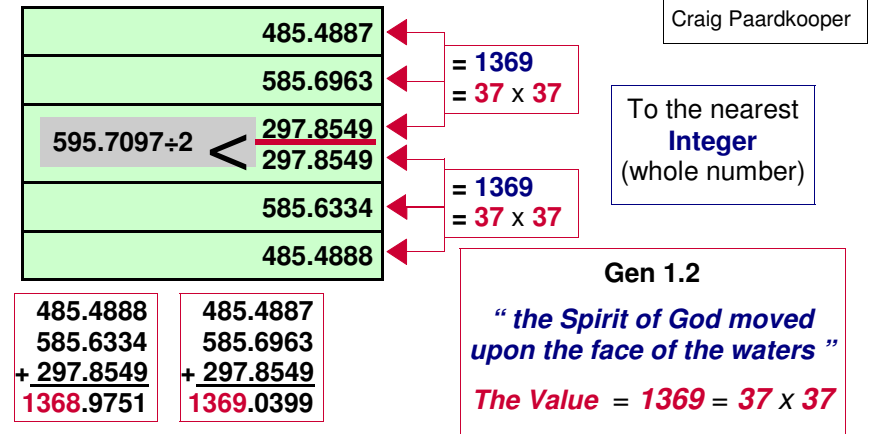 Craig Paardkooper
485.4887
585.6963
= 1369
= 37 x 37
595.7097÷2 < 297.8549
297.8549
To the nearest
Integer
(whole number)
585.6334
= 1369
= 37 x 37
485.4888
485.4888
585.6334
+ 297.8549
1368.9751
485.4887
585.6963
+ 297.8549
1369.0399
Gen 1.2
“ the Spirit of God moved
upon the face of the waters ”
The Value = 1369 = 37 x 37